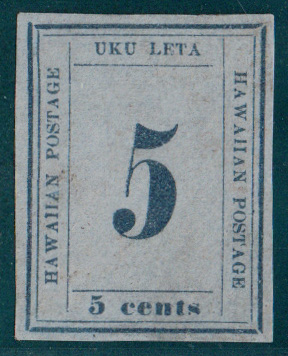 UKU LETA
HAWAIIAN POSTAGE
5
HAWAIIAN POSTAGE
5 cents